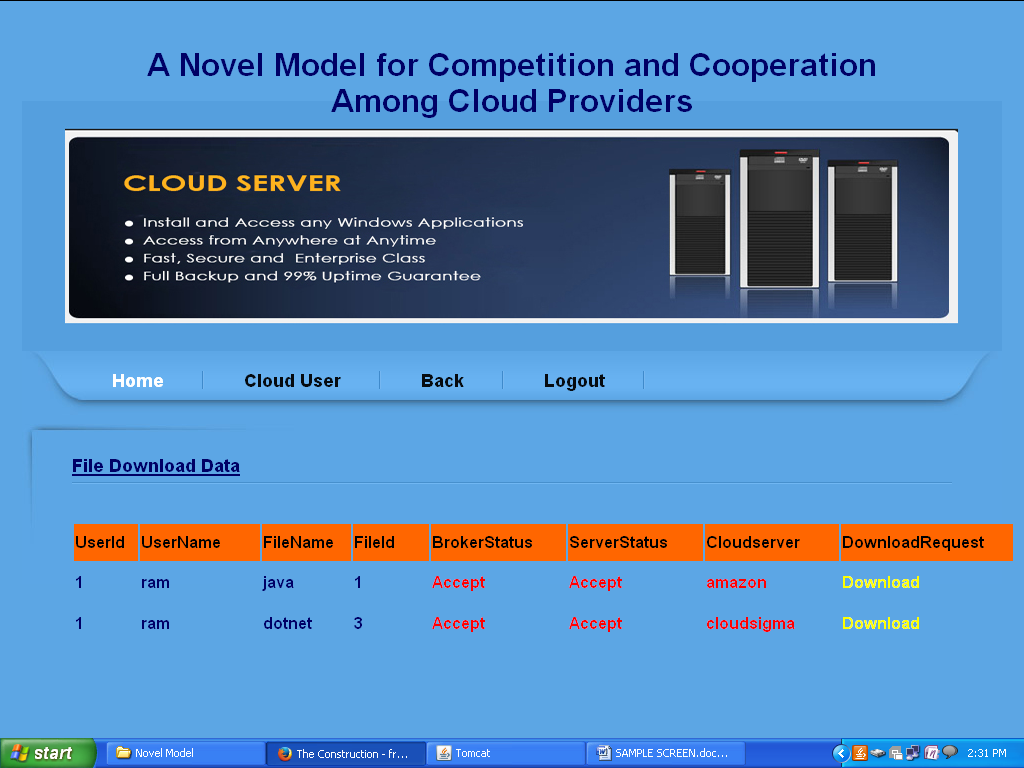 A Novel Model for Competition and Cooperation
Among Cloud Providers
CLOUD SERVER
• Install and Access any Windows Applications
• Access from Anywhere at Anytime
• Fast, Secure and Enterprise Class
• Full Backup and 99% Uptime Guarantee
Home Cloud User Back Logout
File Download Data
UserId UserName FileName FileId BrokerStatus ServerStatus Cloudserver DownloadRequest
1 ram java 1 Accept Accept amazon Download
1 ram dotnet 3 Accept Accept cloudsigma Download
start Novel Model The Construction - fr... Tomcat SAMPLE SCREEN.doc... 2:31 PM